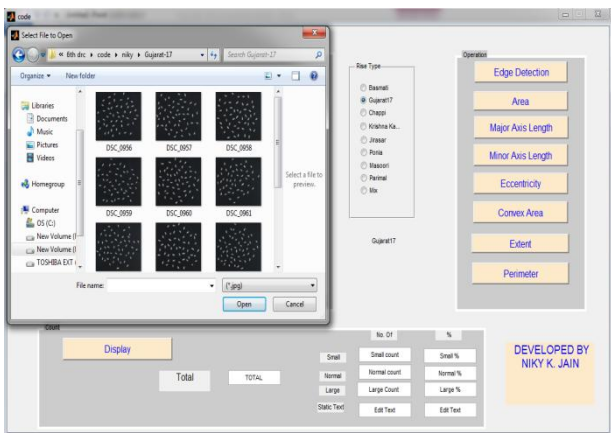 code
Select File to Open
« 6th drc ▸ code ▸ niky ▸ Gujarat-17
Search Gujarat-17
Organize
New folder
Libraries
Documents
Music
Pictures
Videos
Homegroup
Computer
OS (C:)
New Volume (
New Volume (
TOSHIBA EXT (
DSC_0956
DSC_0957
DSC_0958
DSC_0959
DSC_0960
DSC_0961
Select a file to
preview.
File name:
(*.jpg)
Open
Cancel
Rise Type
Basmati
Gujarat17
Chappi
Krishna Ka...
Jirasar
Ponia
Masoori
Parimal
Mix
Gujarat17
Operation
Edge Detection
Area
Major Axis Length
Minor Axis Length
Eccentricity
Convex Area
Extent
Perimeter
Count
Display
Total
TOTAL
No. Of
%
Small
Small count
Small %
Normal
Normal count
Normal %
Large
Large Count
Large %
Static Text
Edit Text
Edit Text
DEVELOPED BY
NIKY K. JAIN